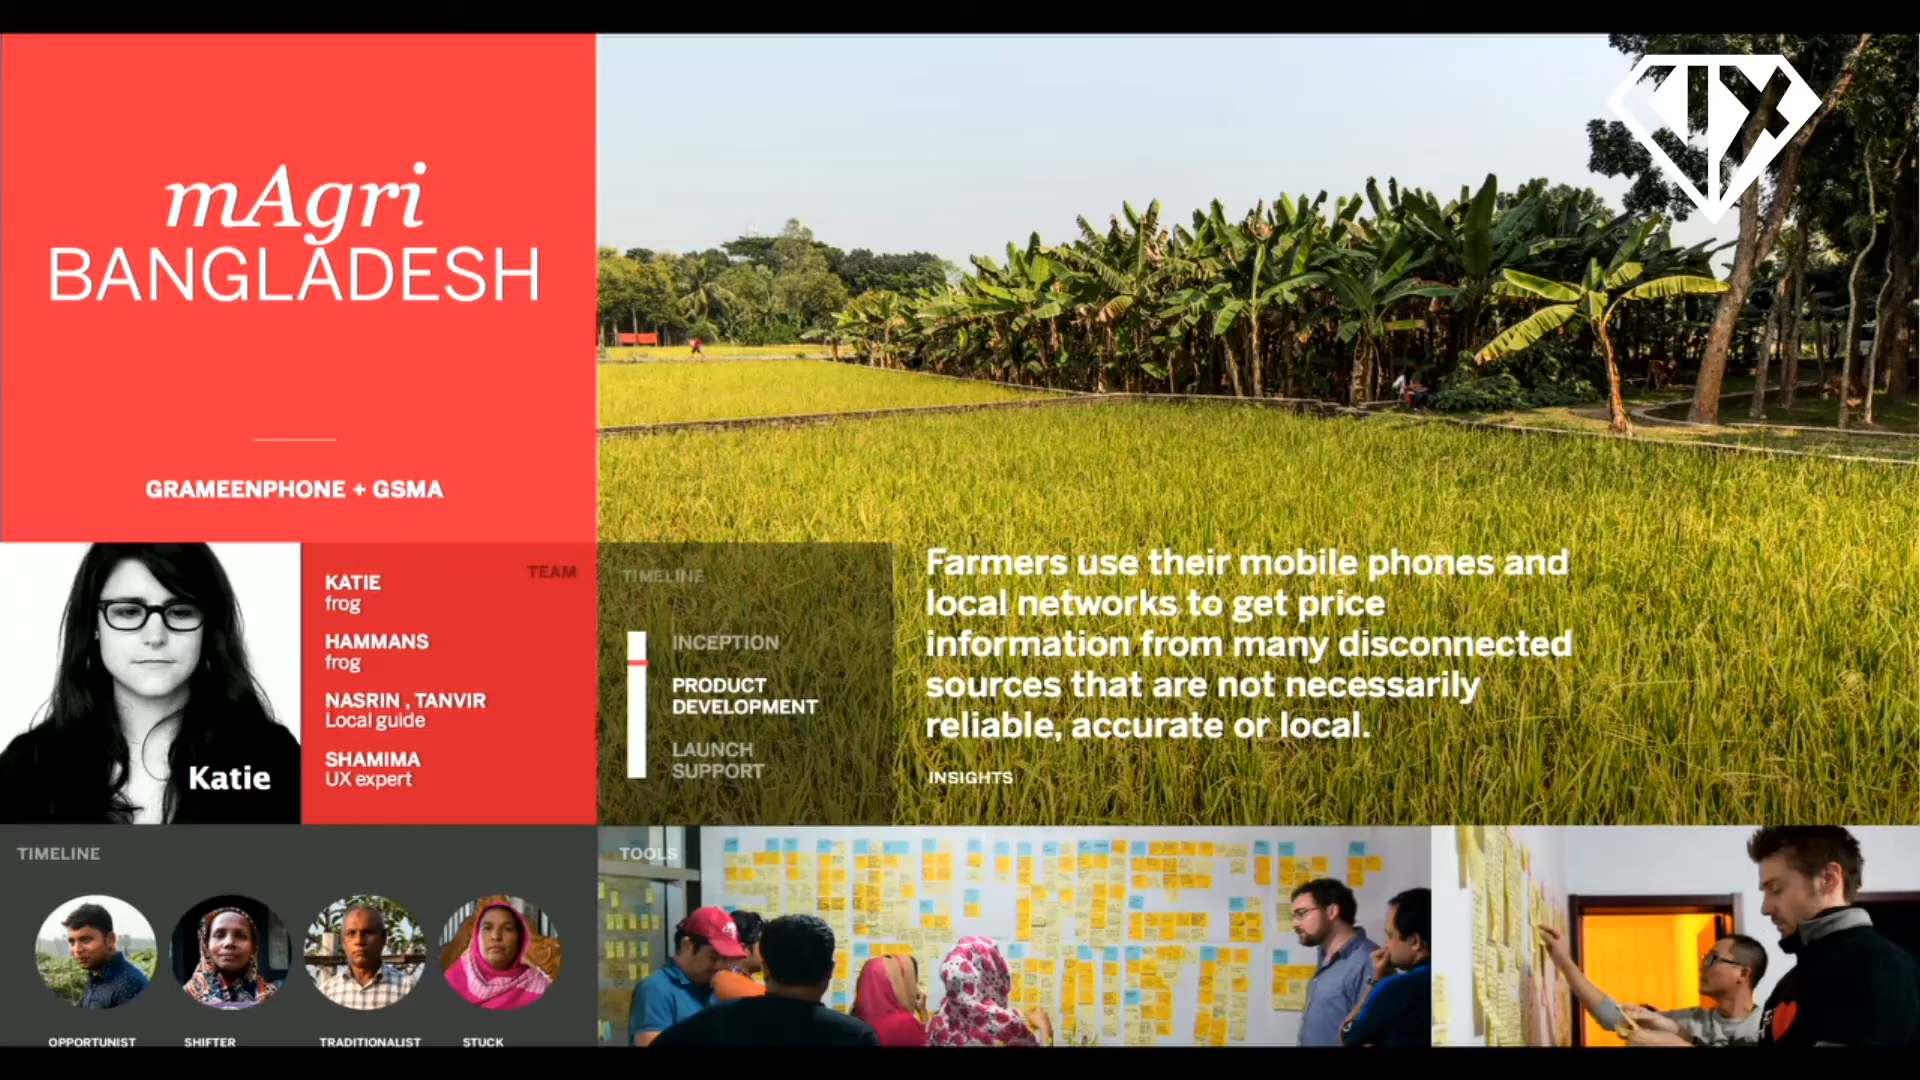 mAgri
BANGLADESH
GRAMEENPHONE + GSMA
TEAM
KATIE
frog
HAMMANS
frog
NASRIN , TANVIR
Local guide
SHAMIMA
UX expert
Katie
TIMELINE
INCEPTION
PRODUCT
DEVELOPMENT
LAUNCH
SUPPORT
Farmers use their mobile phones and
local networks to get price
information from many disconnected
sources that are not necessarily
reliable, accurate or local.
INSIGHTS
TIMELINE
OPPORTUNIST
SHIFTER
TRADITIONALIST
STUCK
TOOLS
UX